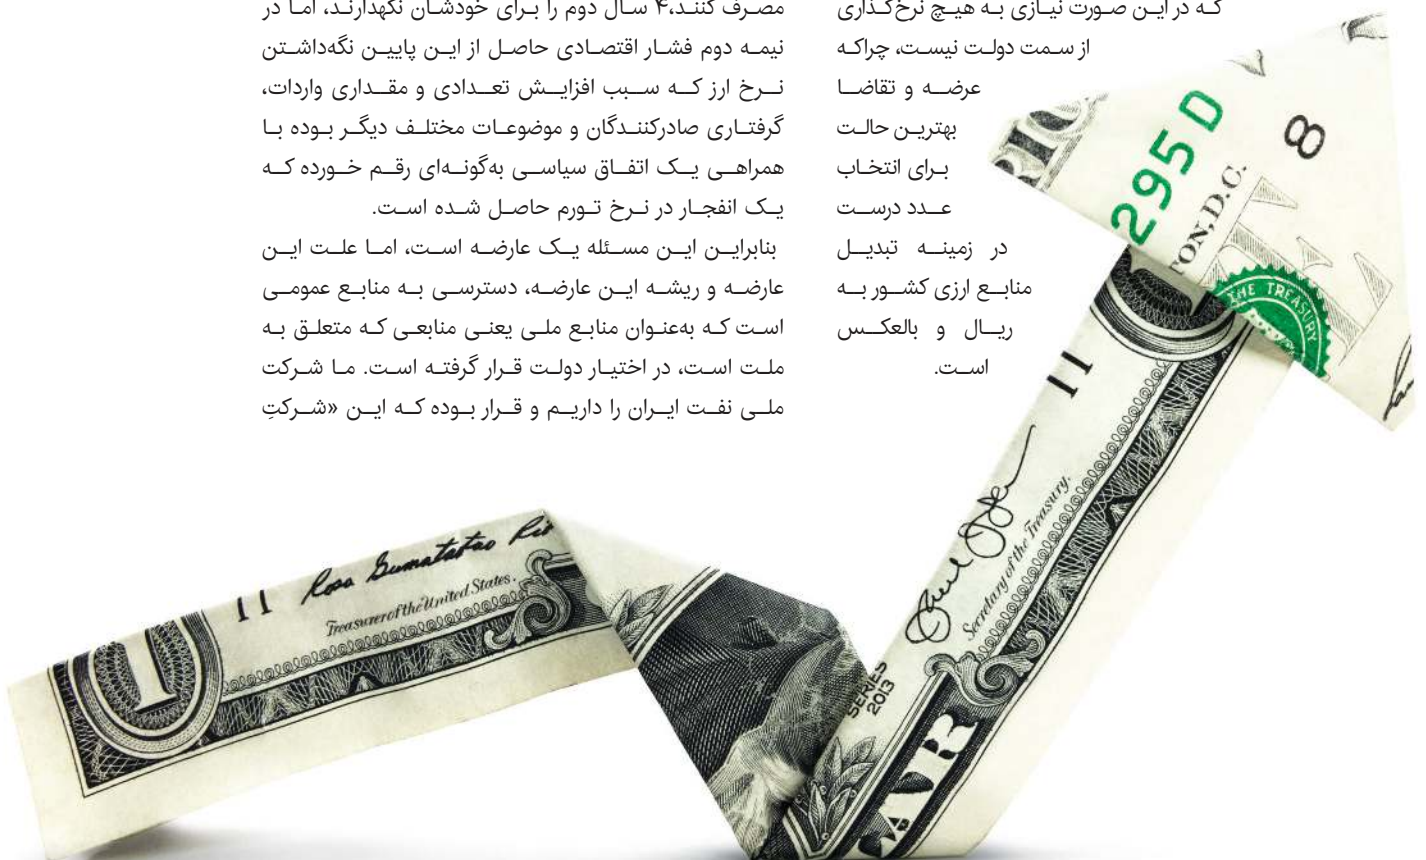 که در این صورت نیازی به هیچ نرخ‌گذاری
از سمت دولت نیست، چراکه
عرضه و تقاضا
بهترین حالت
برای انتخاب
عدد درست
در زمینه تبدیل
منابع ارزی کشور به
ریال و بالعکس
است.
مصرف کنند،۴ سال دوم را برای خودشان نگهدارند، اما در
نیمه دوم فشار اقتصادی حاصل از این پایین نگه‌داشتن
نرخ ارز که سبب افزایش تعدادی و مقداری واردات،
گرفتاری صادرکنندگان و موضوعات مختلف دیگر بوده با
همراهی یک اتفاق سیاسی به‌گونه‌ای رقم خورده که
یک انفجار در نرخ تورم حاصل شده است.
بنابراین این مسئله یک عارضه است، اما علت این
عارضه و ریشه این عارضه، دسترسی به منابع عمومی
است که به‌عنوان منابع ملی یعنی منابعی که متعلق به
ملت است، در اختیار دولت قرار گرفته است. ما شرکت
ملی نفت ایران را داریم و قرار بوده که این «شرکتِ
295 D
8
TON, D.C.
THE TREASURY
11
Secretary of the Treasury.
SERIES
2013
11
Treasurer of the United States.
1